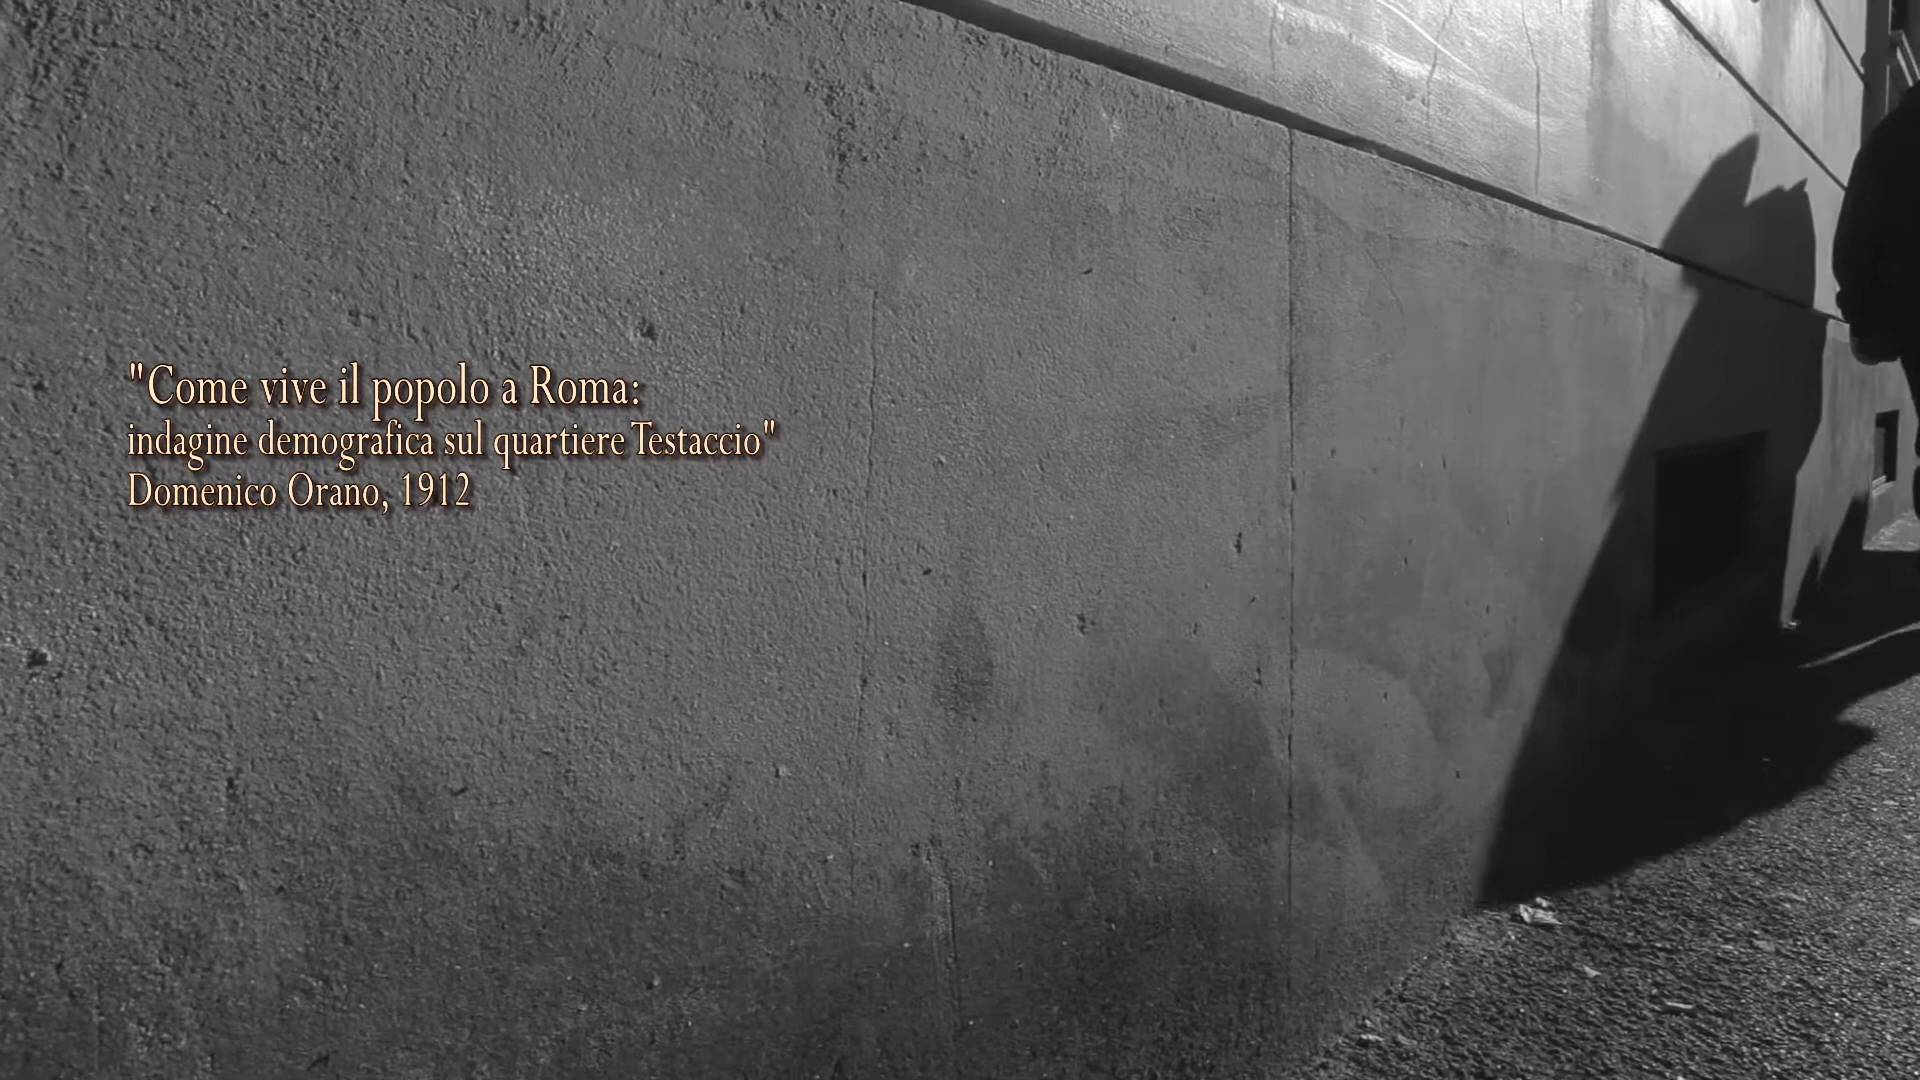 "Come vive il popolo a Roma:
indagine demografica sul quartiere Testaccio"
Domenico Orano, 1912